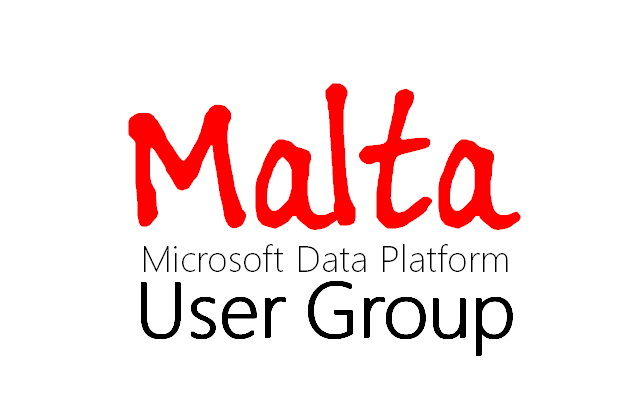 Malta
Microsoft Data Platform
User Group